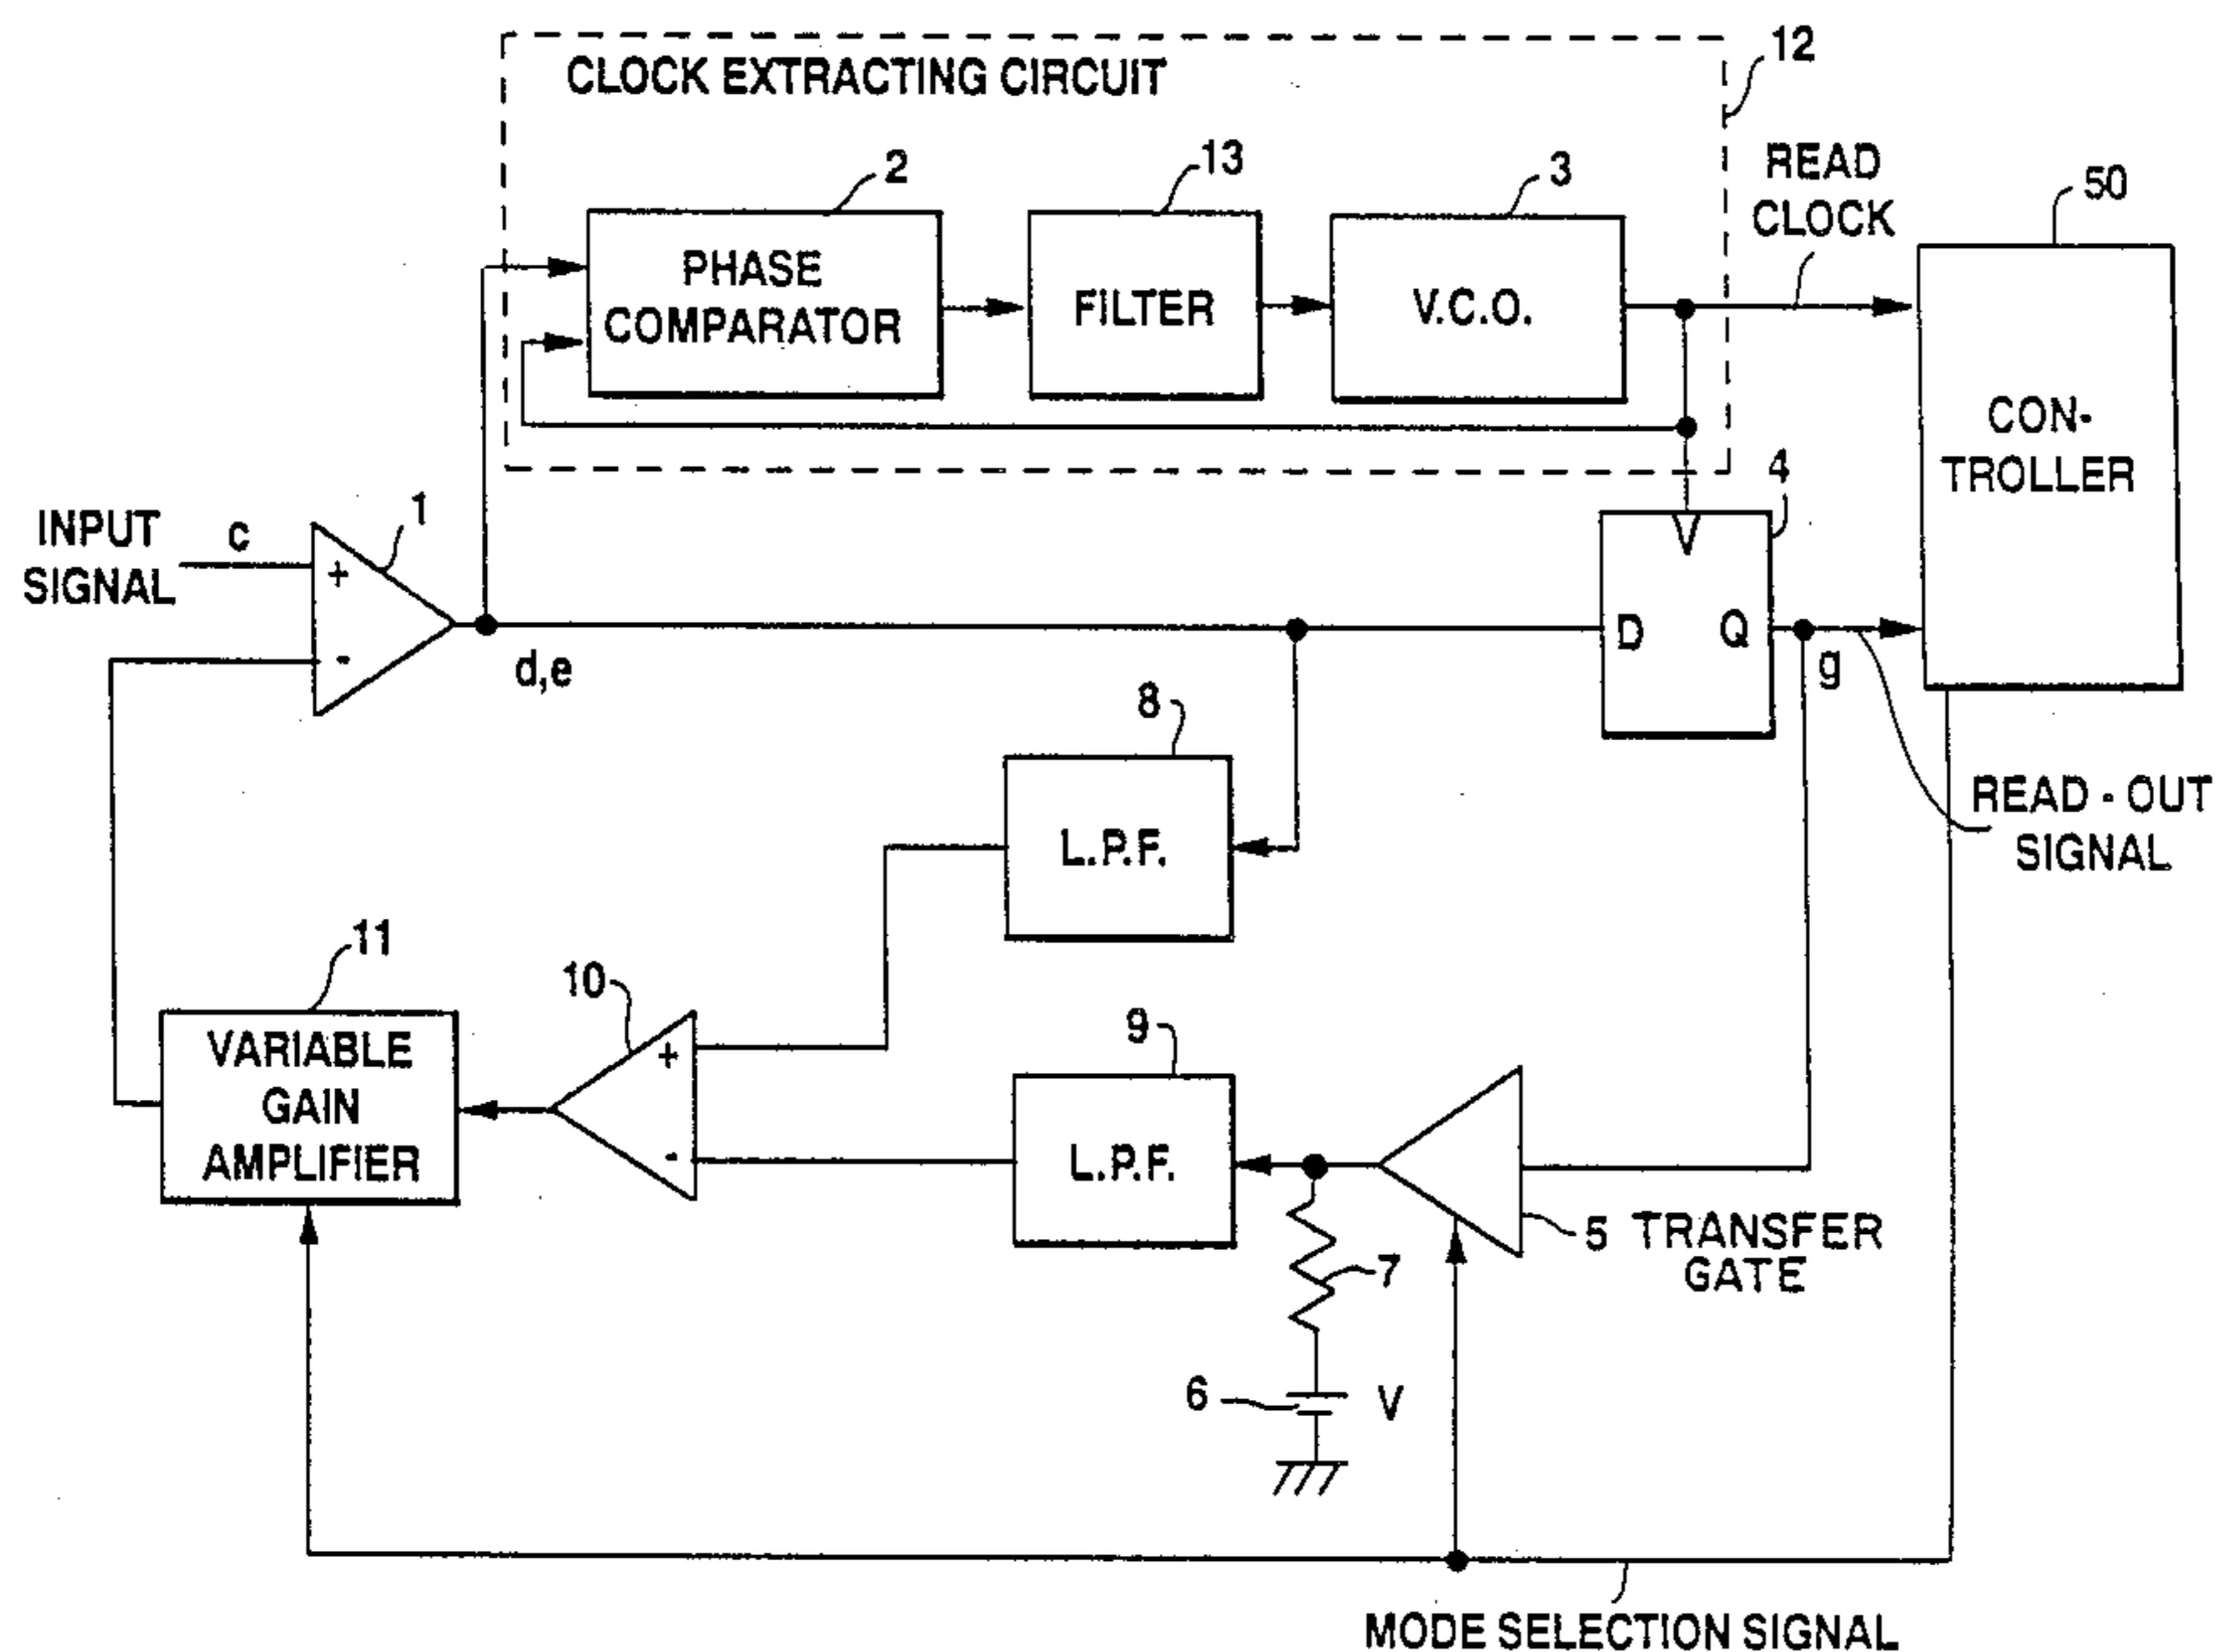 12
CLOCK EXTRACTING CIRCUIT
2
13
3
READ
CLOCK
50
PHASE
COMPARATOR
FILTER
V.C.O.
CON-
TROLLER
4
INPUT
SIGNAL
c
1
+
-
d,e
V
D
Q
g
8
L.P.F.
READ - OUT
SIGNAL
11
10
9
VARIABLE
GAIN
AMPLIFIER
+
-
L.P.F.
5 TRANSFER
GATE
7
6
V
MODE SELECTION SIGNAL